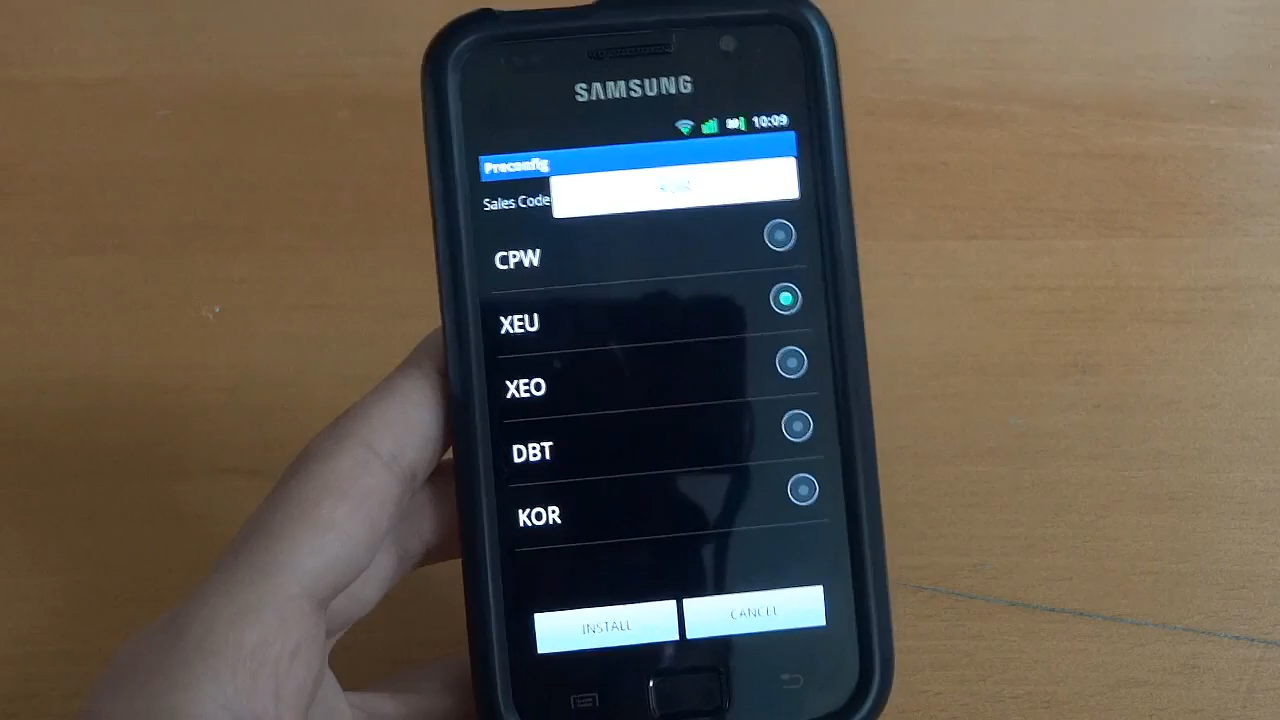 SAMSUNG
10:09
Preconfig
Sales Code
CPW
XEU
XEO
DBT
KOR
INSTALL CANCEL